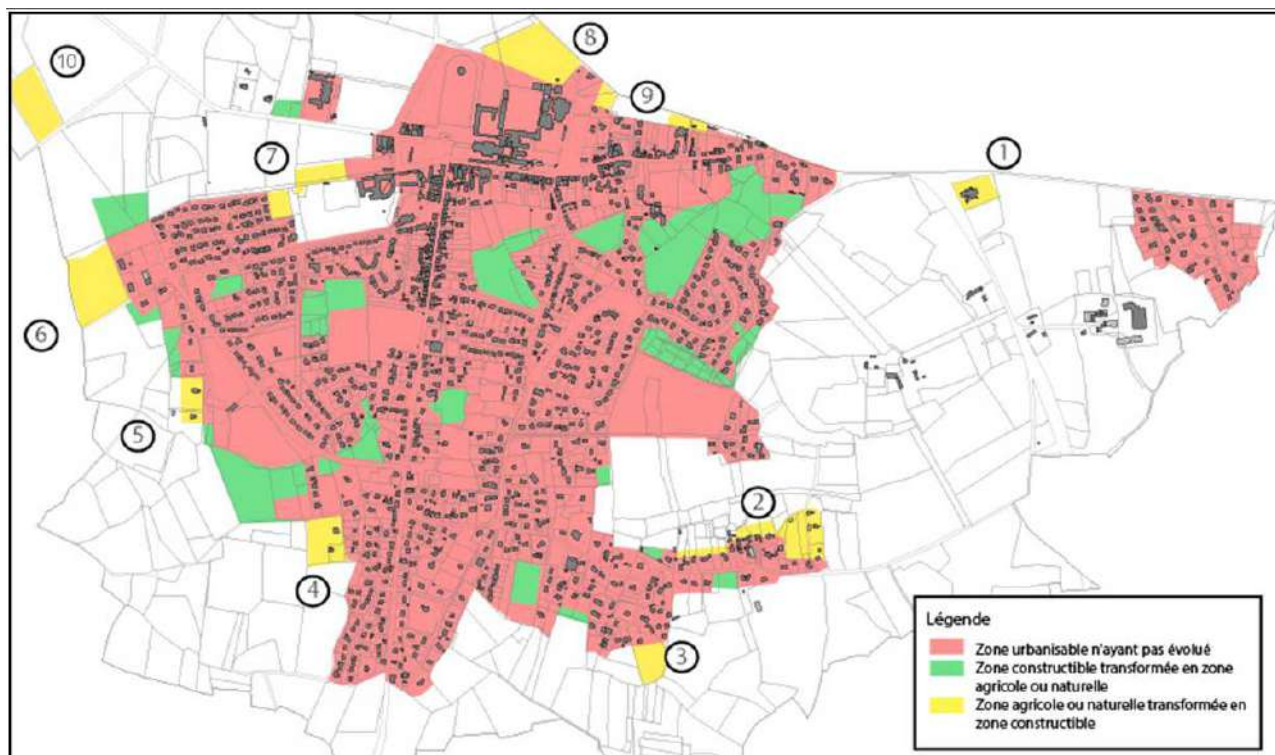 8
10
9
7
1
6
5
2
4
3
Légende
Zone urbanisable n'ayant pas évolué
Zone constructible transformée en zone
agricole ou naturelle
Zone agricole ou naturelle transformée en
zone constructible